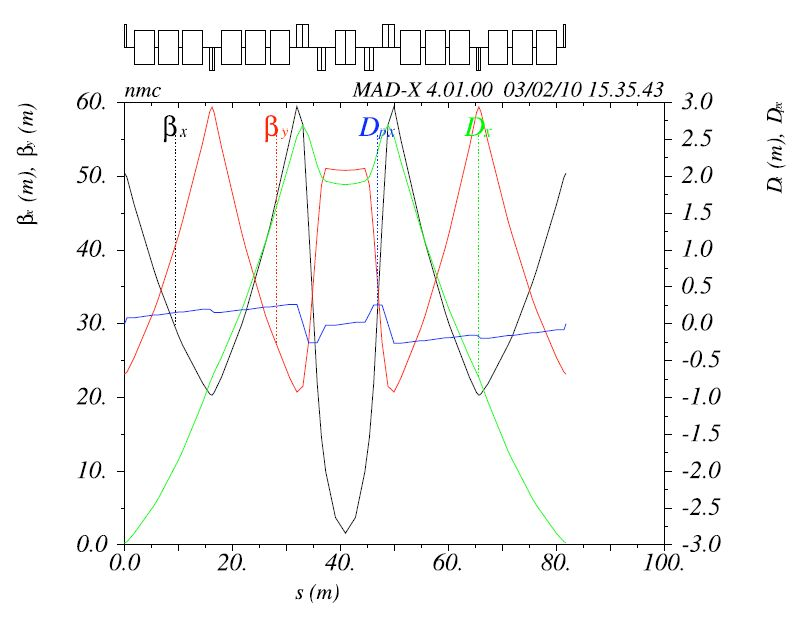 nmc MAD-X 4.01.00 03/02/10 15.35.43
60. 3.0
βx βy Dpx Dx
2.5
50. 2.0
1.5
40. 1.0
0.5
30. 0.0
-0.5
20. -1.0
-1.5
10. -2.0
-2.5
0.0 -3.0
0.0 20. 40. 60. 80. 100.
s (m)
βx (m), βy (m)
Dx (m), Dpx